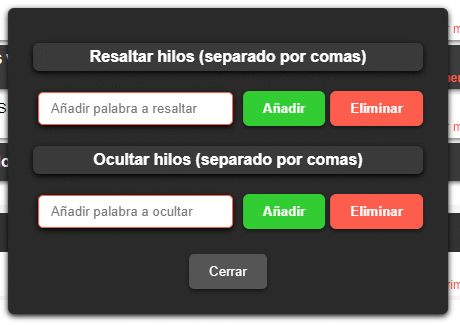 Resaltar hilos (separado por comas)
Añadir palabra a resaltar
Añadir
Eliminar
Ocultar hilos (separado por comas)
Añadir palabra a ocultar
Añadir
Eliminar
Cerrar